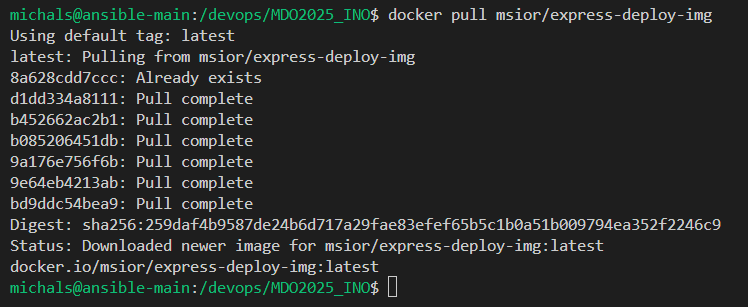 michals@ansible-main:/devops/MDO2025_INO$ docker pull msior/express-deploy-img
Using default tag: latest
latest: Pulling from msior/express-deploy-img
8a628cdd7ccc: Already exists
d1dd334a8111: Pull complete
b452662ac2b1: Pull complete
b085206451db: Pull complete
9a176e756f6b: Pull complete
9e64eb4213ab: Pull complete
bd9ddc54bea9: Pull complete
Digest: sha256:259daf4b9587de24b6d717a29fae83efef65b5c1b0a51b009794ea352f2246c9
Status: Downloaded newer image for msior/express-deploy-img:latest
docker.io/msior/express-deploy-img:latest
michals@ansible-main:/devops/MDO2025_INO$